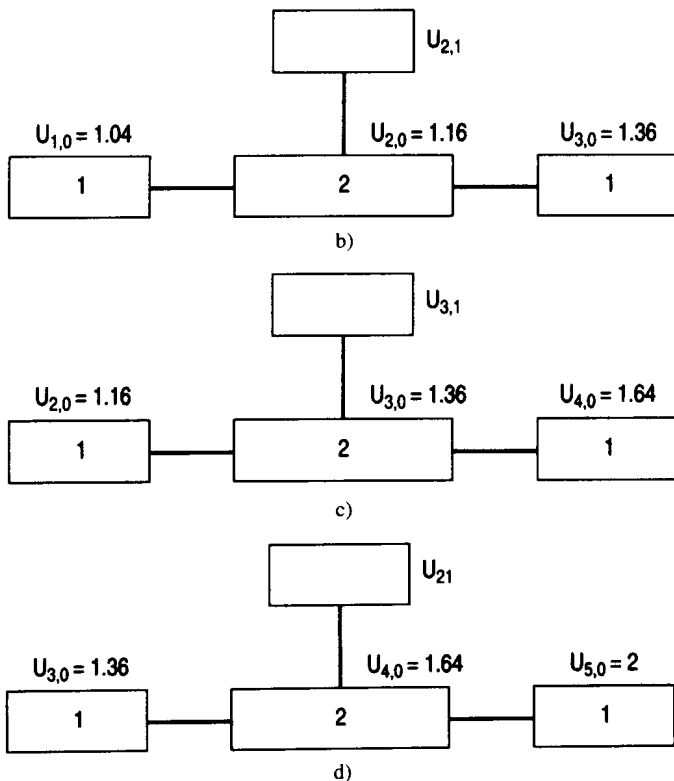 U2,1
U1,0 = 1.04 U2,0 = 1.16 U3,0 = 1.36
1 2 1
b)
U3,1
U2,0 = 1.16 U3,0 = 1.36 U4,0 = 1.64
1 2 1
c)
U21
U3,0 = 1.36 U4,0 = 1.64 U5,0 = 2
1 2 1
d)